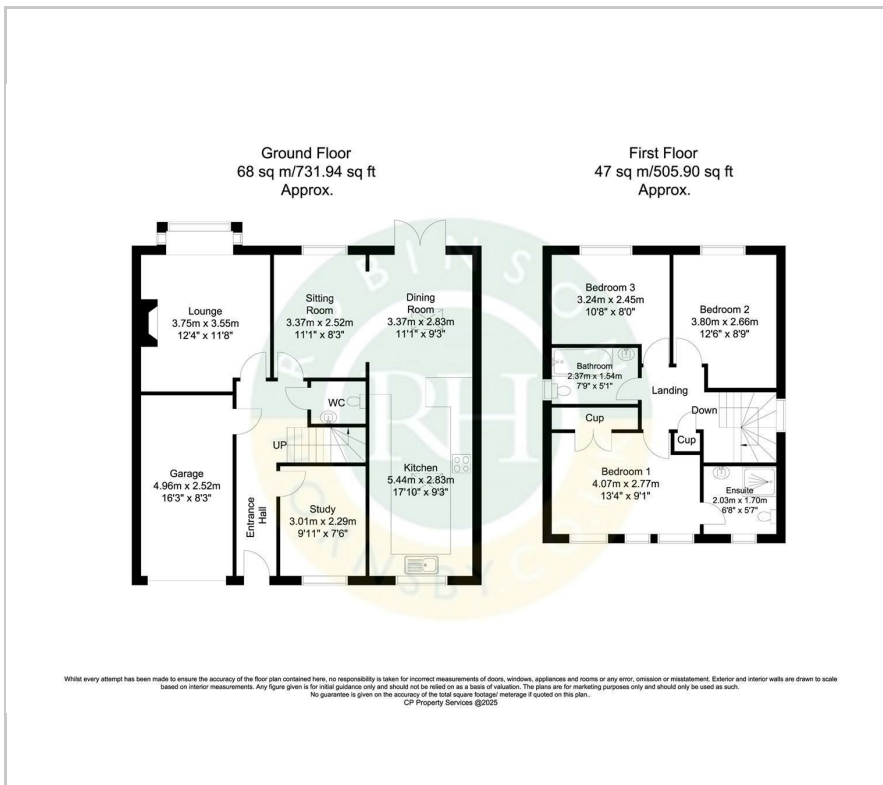 Ground Floor
68 sq m/731.94 sq ft
Approx.
First Floor
47 sq m/505.90 sq ft
Approx.
Lounge
3.75m x 3.55m
12'4" x 11'8"
Sitting
Room
3.37m x 2.52m
11'1" x 8'3"
Dining
Room
3.37m x 2.83m
11'1" x 9'3"
WC
UP
Garage
4.96m x 2.52m
16'3" x 8'3"
Entrance
Hall
Study
3.01m x 2.29m
9'11" x 7'6"
Kitchen
5.44m x 2.83m
17'10" x 9'3"
Bedroom 3
3.24m x 2.45m
10'8" x 8'0"
Bedroom 2
3.80m x 2.66m
12'6" x 8'9"
Bathroom
2.37m x 1.54m
7'9" x 5'1"
Landing
Down
Cup
Cup
Bedroom 1
4.07m x 2.77m
13'4" x 9'1"
Ensuite
2.03m x 1.70m
6'8" x 5'7"
RH
Whilst every attempt has been made to ensure the accuracy of the floor plan contained here, no responsibility is taken for incorrect measurements of doors, windows, appliances and rooms or any error, omission or misstatement. Exterior and interior walls are drawn to scale
based on interior measurements. Any figure given is for initial guidance only and should not be relied on as a basis of valuation. The plans are for marketing purposes only and should only be used as such.
No guarantee is given on the accuracy of the total square footage/ meterage if quoted on this plan..
CP Property Services @2025